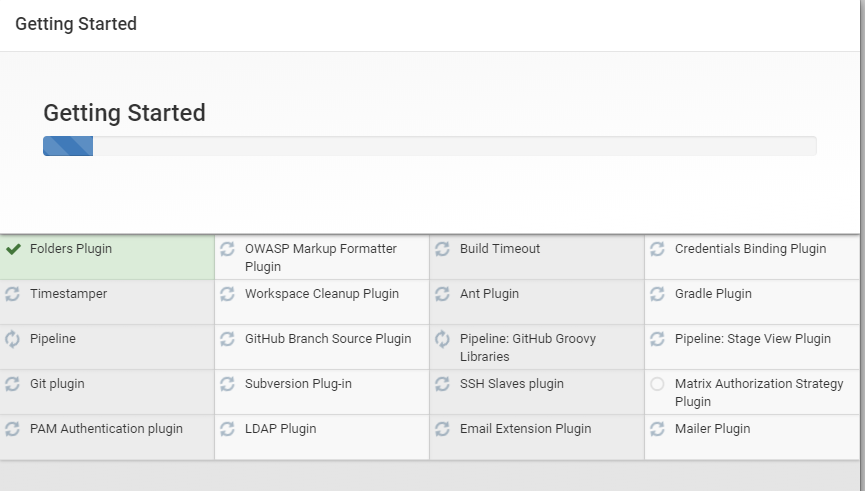 Getting Started
Getting Started
Folders Plugin
OWASP Markup Formatter
Plugin
Build Timeout
Credentials Binding Plugin
Timestamper
Workspace Cleanup Plugin
Ant Plugin
Gradle Plugin
Pipeline
GitHub Branch Source Plugin
Pipeline: GitHub Groovy
Libraries
Pipeline: Stage View Plugin
Git plugin
Subversion Plug-in
SSH Slaves plugin
Matrix Authorization Strategy
Plugin
PAM Authentication plugin
LDAP Plugin
Email Extension Plugin
Mailer Plugin